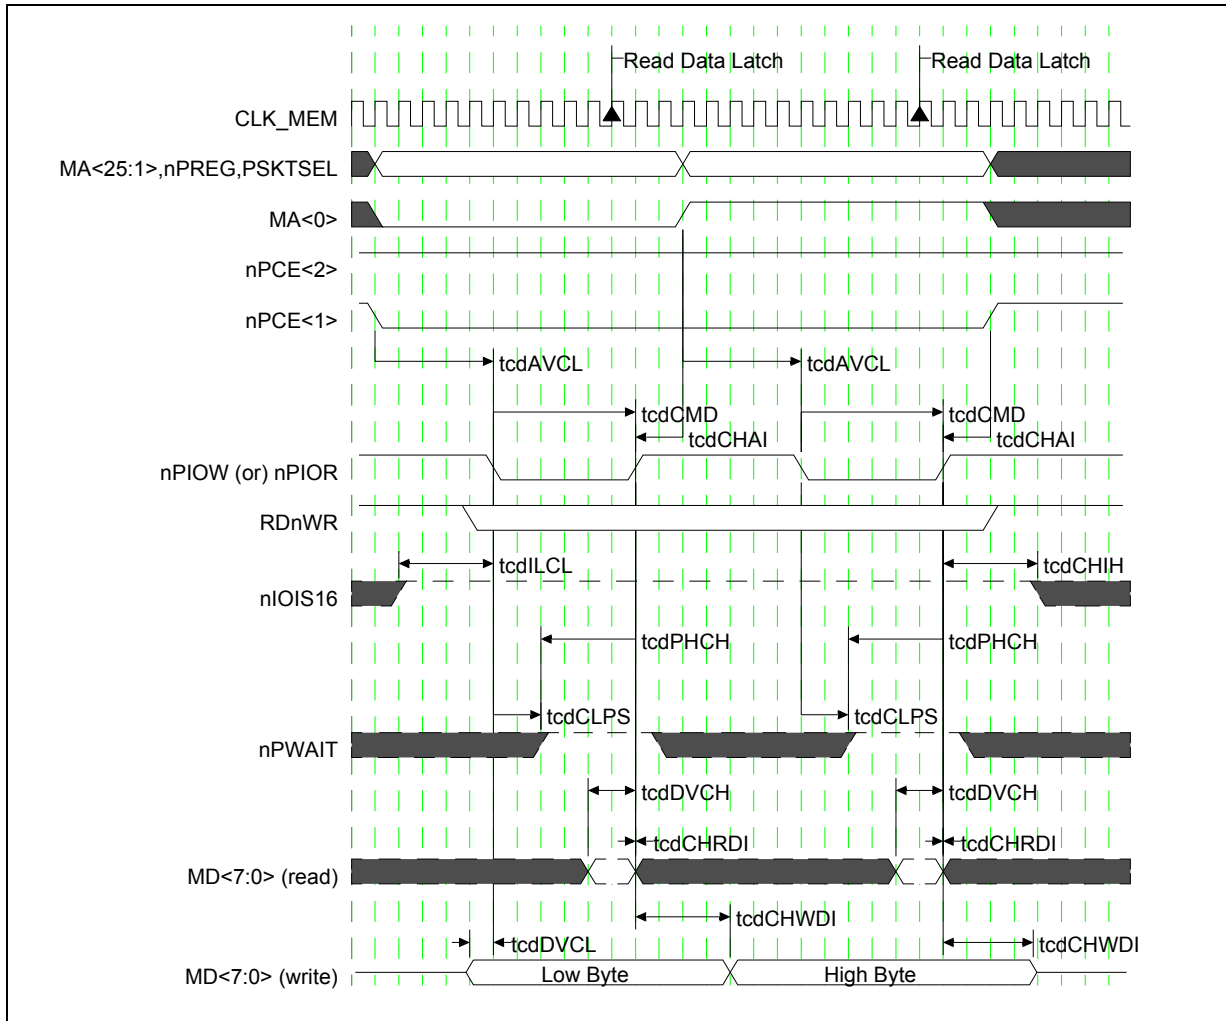 Read Data Latch Read Data Latch
CLK_MEM
MA<25:1>,nPREG,PSKTSEL
MA<0>
nPCE<2>
nPCE<1>
tcdAVCL tcdAVCL
tcdCMD tcdCMD
tcdCHAI tcdCHAI
nPIOW (or) nPIOR
RDnWR
tcdILCL tcdCHIH
nIOIS16
tcdPHCH tcdPHCH
tcdCLPS tcdCLPS
nPWAIT
tcdDVCH tcdDVCH
tcdCHRDI tcdCHRDI
MD<7:0> (read)
tcdCHWDI
tcdDVCL tcdCHWDI
MD<7:0> (write) Low Byte High Byte